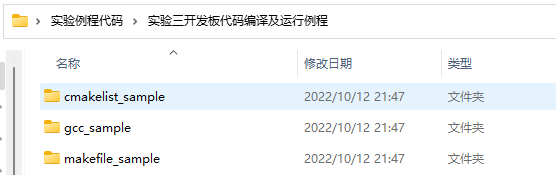 实验例程代码 › 实验三开发板代码编译及运行例程
名称 修改日期 类型
cmakelist_sample 2022/10/12 21:47 文件夹
gcc_sample 2022/10/12 21:47 文件夹
makefile_sample 2022/10/12 21:47 文件夹